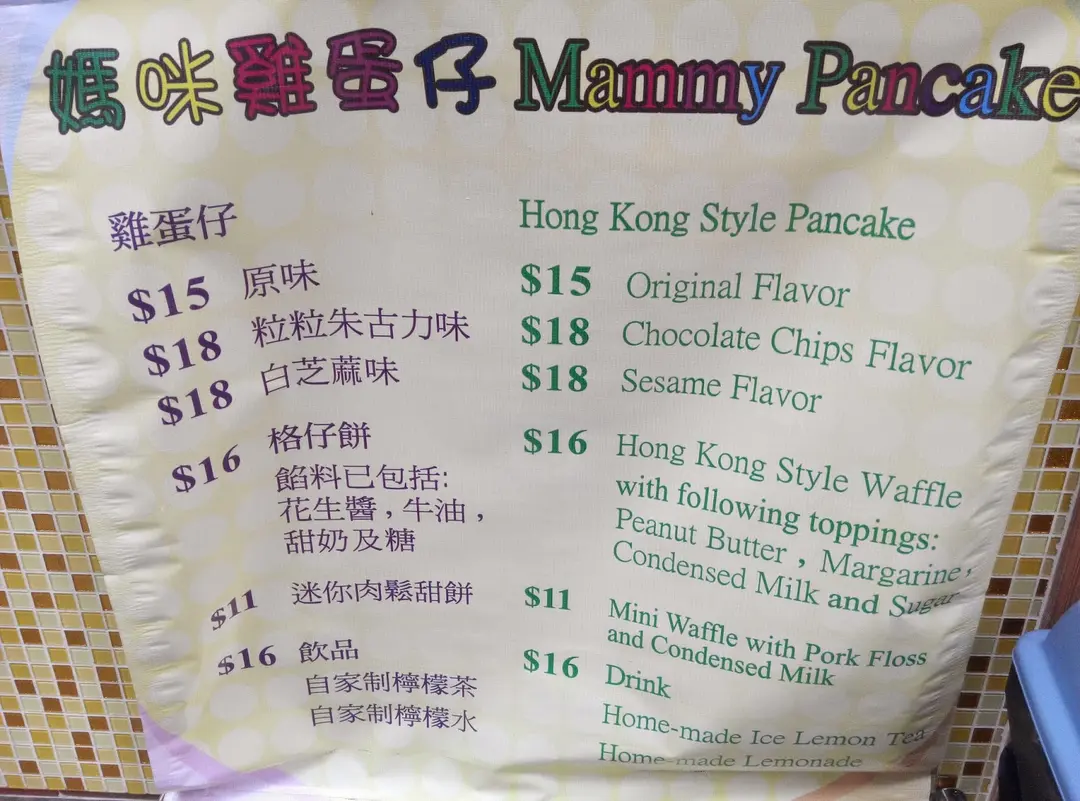 媽咪雞蛋仔 Mammy Pancake
雞蛋仔
$15 原味
$18 粒粒朱古力味
$18 白芝蔴味
$16 格仔餅
餡料已包括:
花生醬,牛油,
甜奶及糖
$11 迷你肉鬆甜餅
$16 飲品
自家制檸檬茶
自家制檸檬水
Hong Kong Style Pancake
$15 Original Flavor
$18 Chocolate Chips Flavor
$18 Sesame Flavor
$16 Hong Kong Style Waffle
with following toppings:
Peanut Butter , Margarine,
Condensed Milk and Sugar
$11 Mini Waffle with Pork Floss
and Condensed Milk
$16 Drink
Home-made Ice Lemon Tea
Home-made Lemonade